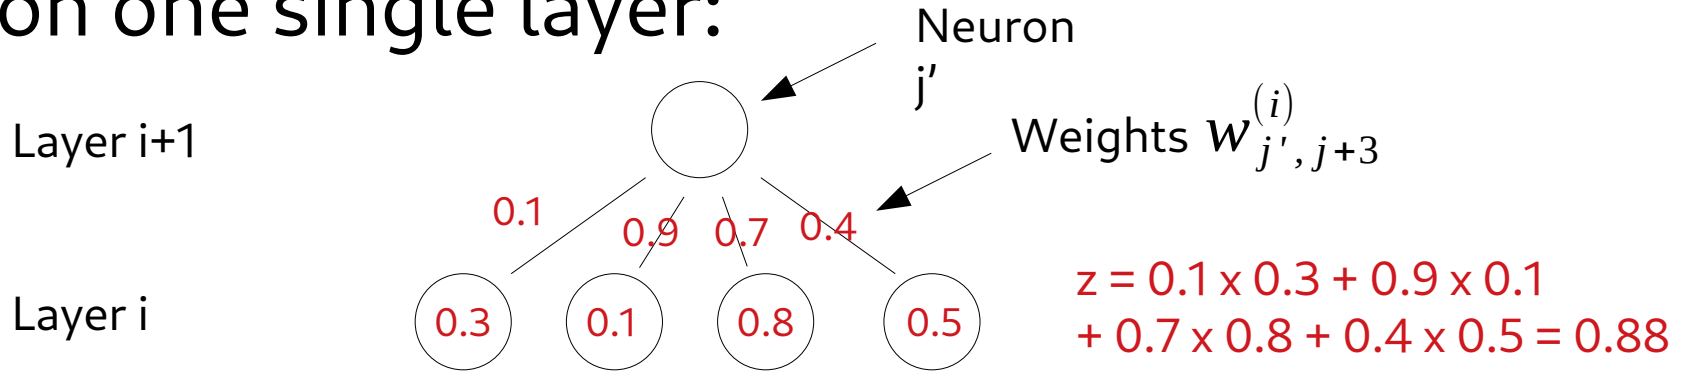 on one single layer:
Neuron
j'
Layer i+1
Weights w^{(i)}_{j', j+3}
0.1
0.9
0.7
0.4
Layer i
0.3
0.1
0.8
0.5
z = 0.1 x 0.3 + 0.9 x 0.1
+ 0.7 x 0.8 + 0.4 x 0.5 = 0.88